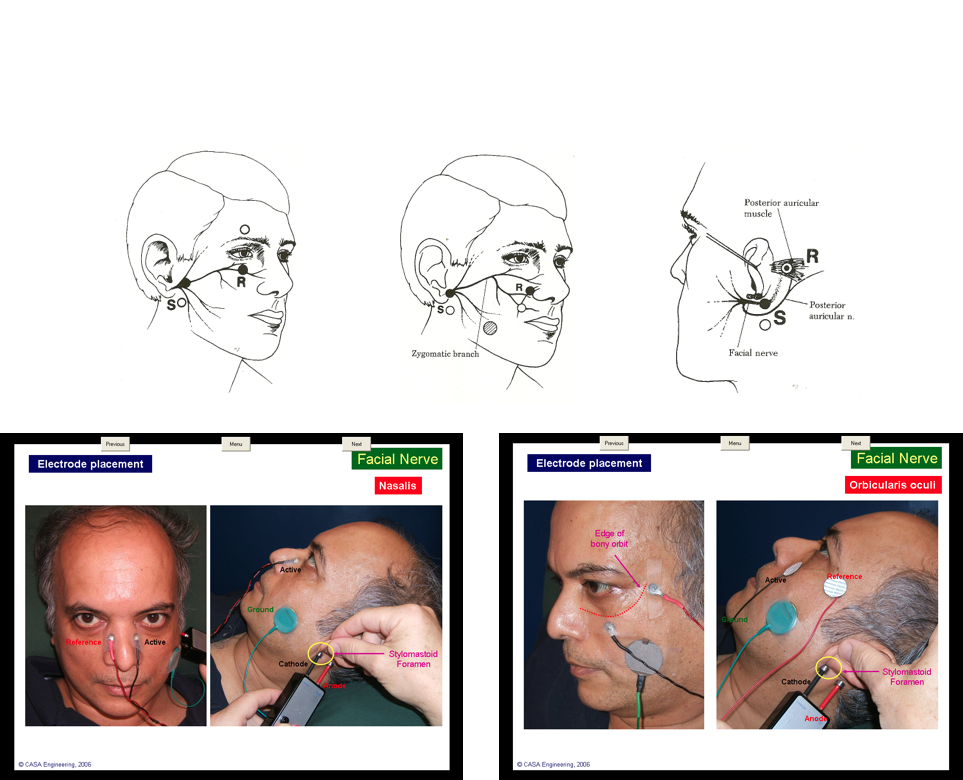 Posterior auricular
muscle
R
R
R
S
S
S
Posterior
auricular n.
Zygomatic branch
Facial nerve
Previous
Menu
Next
Electrode placement
Facial Nerve
Nasalis
Reference
Active
Active
Ground
Cathode
Anode
Stylomastoid
Foramen
© CASA Engineering, 2006
Previous
Menu
Next
Electrode placement
Facial Nerve
Orbicularis oculi
Edge of
bony orbit
Active
Reference
Ground
Cathode
Anode
Stylomastoid
Foramen
© CASA Engineering, 2006